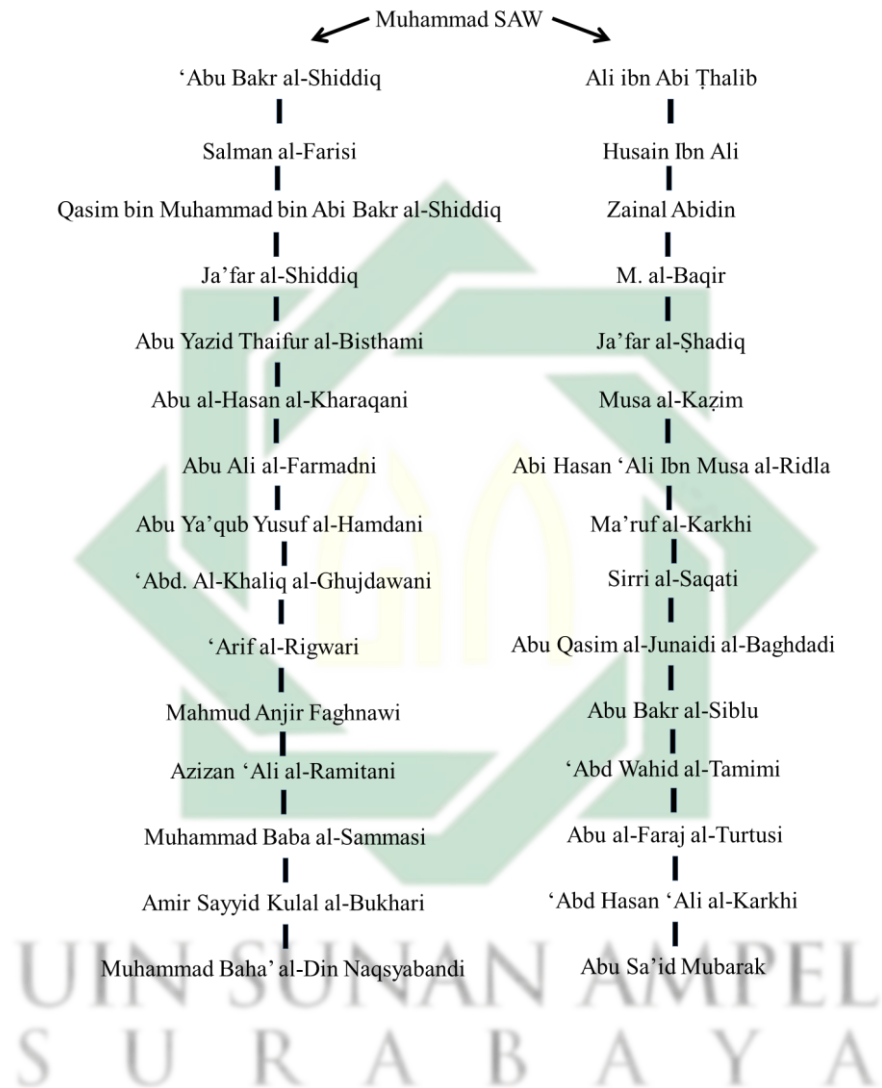 Muhammad SAW
‘Abu Bakr al-Shiddiq
Salman al-Farisi
Qasim bin Muhammad bin Abi Bakr al-Shiddiq
Ja’far al-Shiddiq
Abu Yazid Thaifur al-Bisthami
Abu al-Hasan al-Kharaqani
Abu Ali al-Farmadni
Abu Ya’qub Yusuf al-Hamdani
‘Abd. Al-Khaliq al-Ghujdawani
‘Arif al-Rigwari
Mahmud Anjir Faghnawi
Azizan ‘Ali al-Ramitani
Muhammad Baba al-Sammasi
Amir Sayyid Kulal al-Bukhari
Muhammad Baha’ al-Din Naqsyabandi
Ali ibn Abi Ṭhalib
Husain Ibn Ali
Zainal Abidin
M. al-Baqir
Ja’far al-Ṣhadiq
Musa al-Kaẓim
Abi Hasan ‘Ali Ibn Musa al-Ridla
Ma’ruf al-Karkhi
Sirri al-Saqati
Abu Qasim al-Junaidi al-Baghdadi
Abu Bakr al-Siblu
‘Abd Wahid al-Tamimi
Abu al-Faraj al-Turtusi
‘Abd Hasan ‘Ali al-Karkhi
Abu Sa’id Mubarak
UIN SUNAN AMPEL
SURABAYA